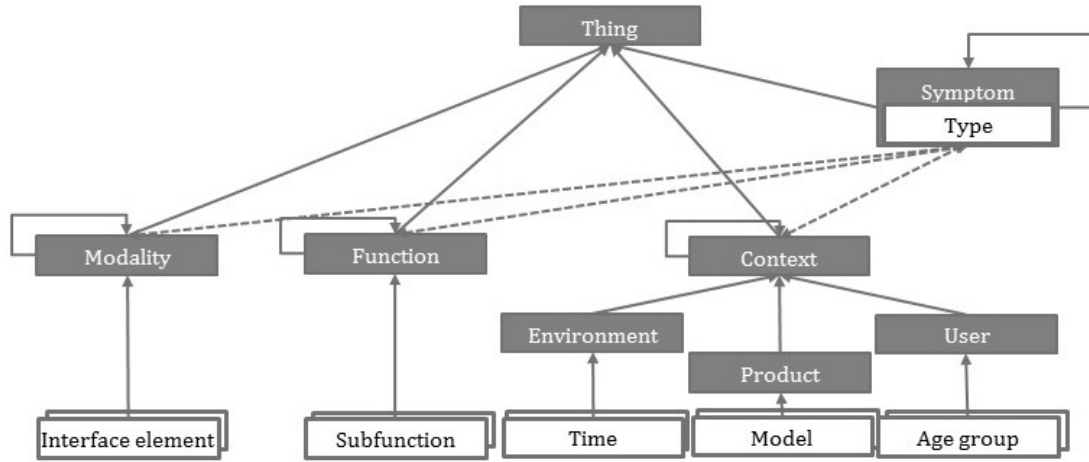 Thing
Symptom
Type
Modality
Function
Context
Environment
User
Product
Interface element
Subfunction
Time
Model
Age group